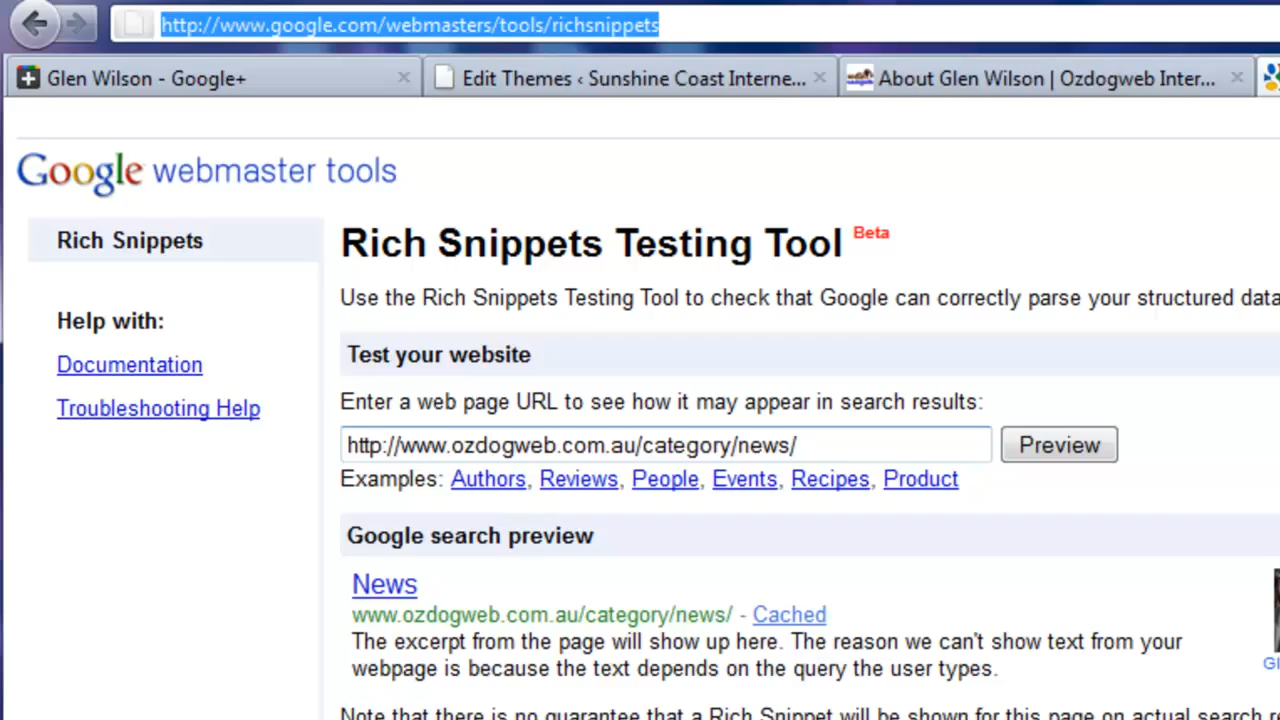 http://www.google.com/webmasters/tools/richsnippets
Glen Wilson - Google+
Edit Themes ‹ Sunshine Coast Interne...
About Glen Wilson | Ozdogweb Inter...
Google webmaster tools
Rich Snippets
Help with:
Documentation
Troubleshooting Help
Rich Snippets Testing Tool Beta
Use the Rich Snippets Testing Tool to check that Google can correctly parse your structured data
Test your website
Enter a web page URL to see how it may appear in search results:
http://www.ozdogweb.com.au/category/news/ Preview
Examples: Authors, Reviews, People, Events, Recipes, Product
Google search preview
News
www.ozdogweb.com.au/category/news/ - Cached
The excerpt from the page will show up here. The reason we can't show text from your
webpage is because the text depends on the query the user types.
Gl
Note that there is no guarantee that a Rich Snippet will be shown for this page on actual search